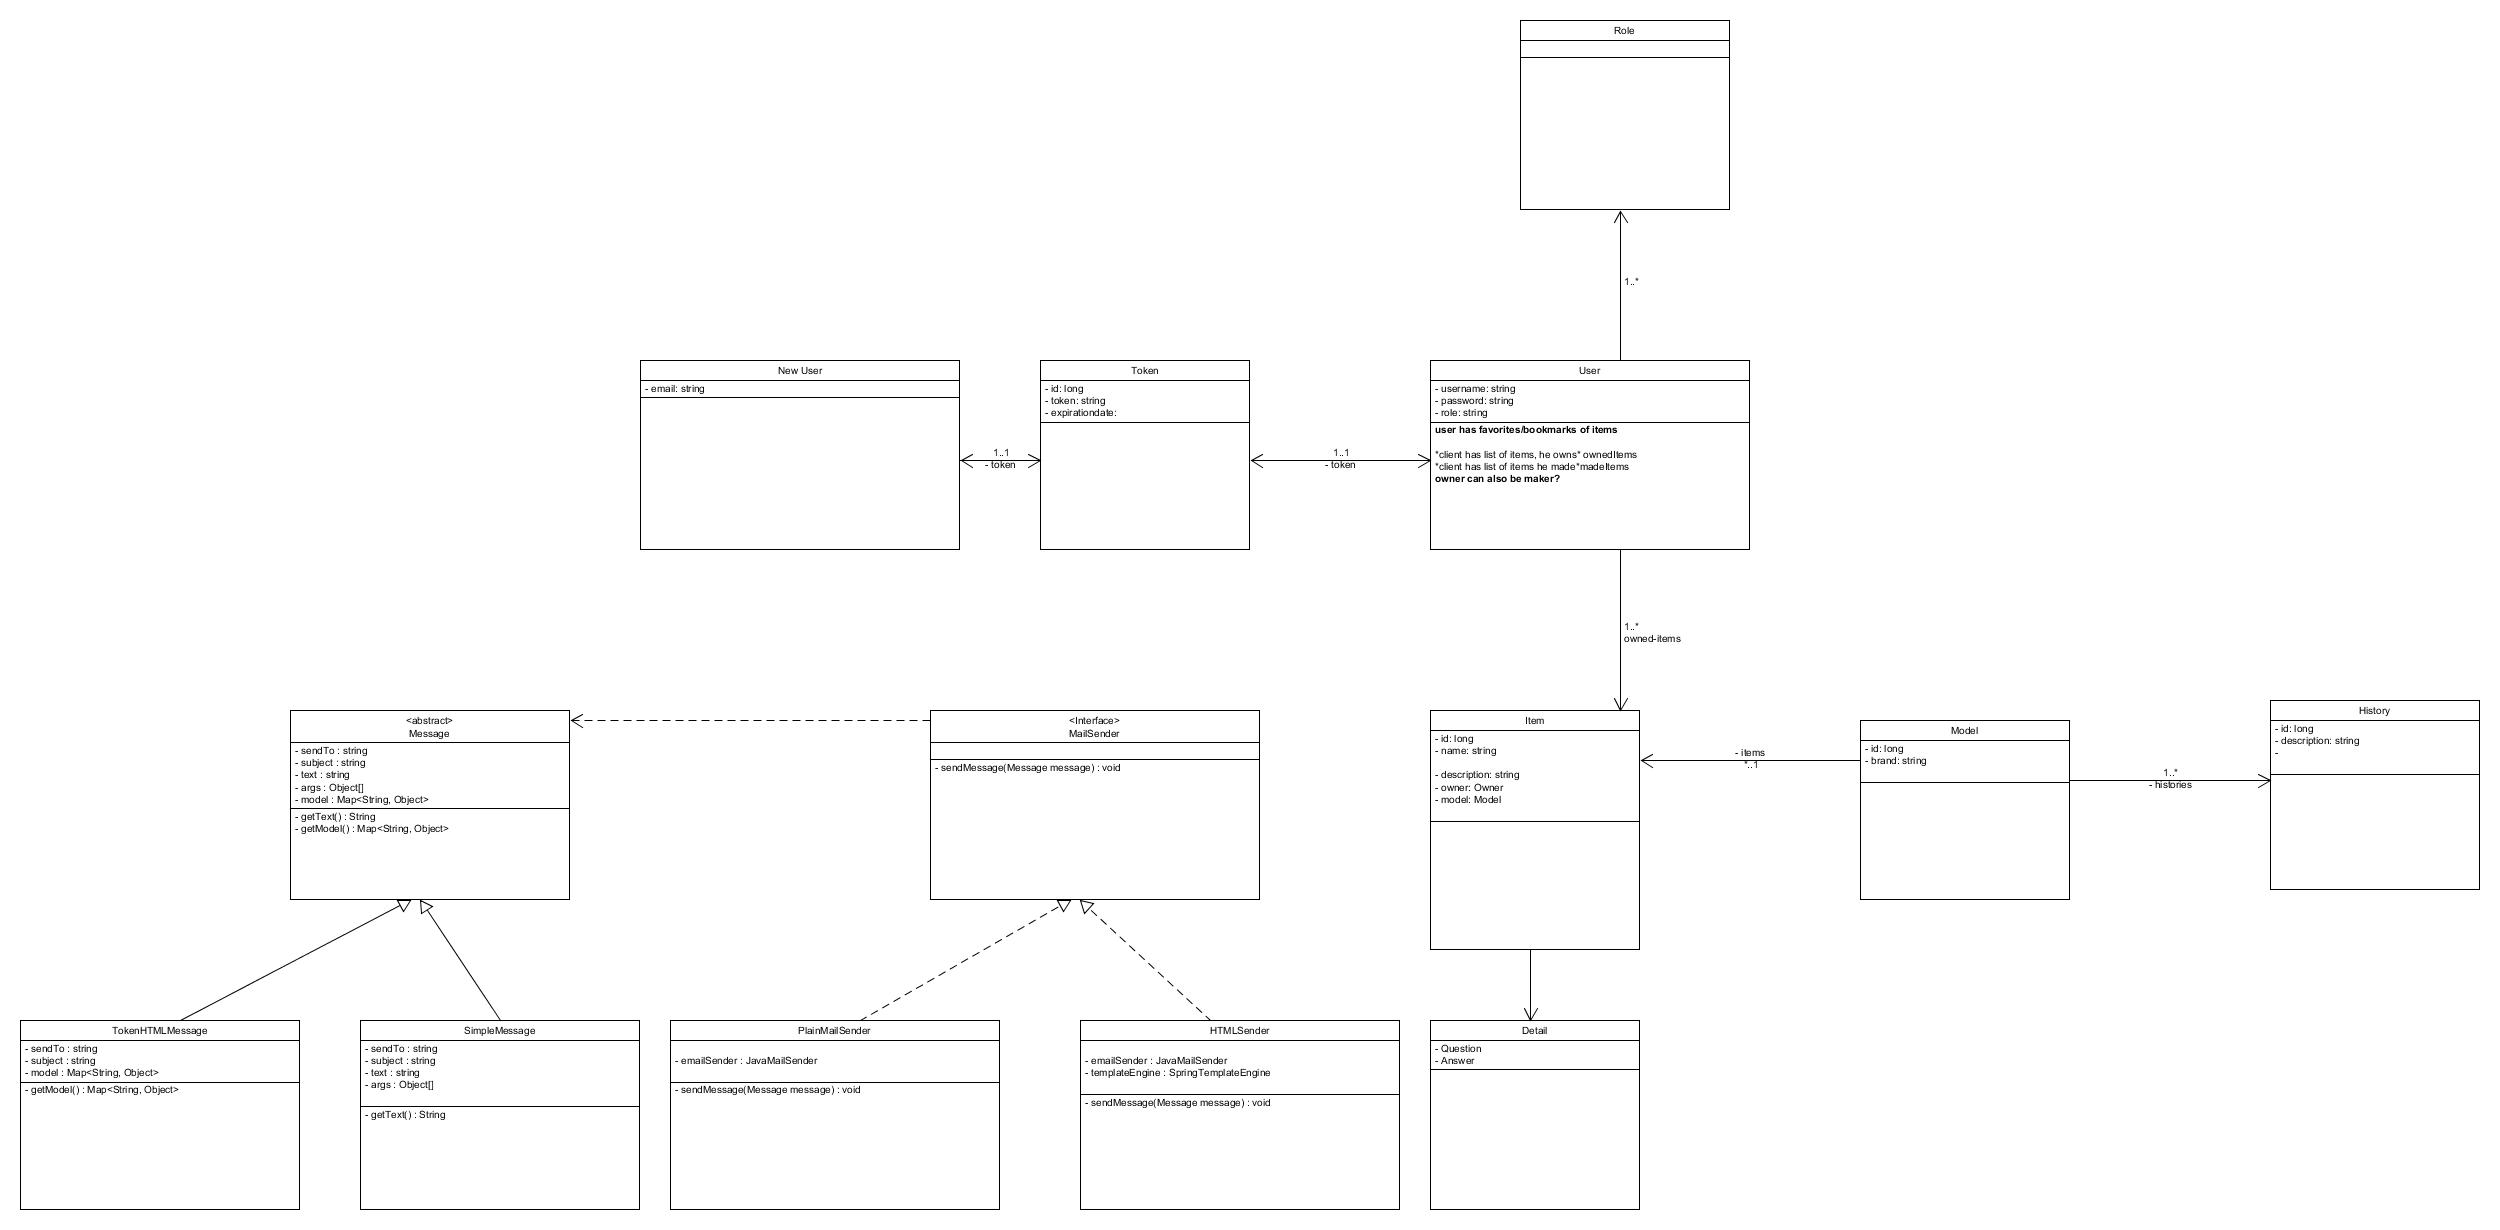 Role
1..*
New User
- email: string
Token
- id: long
- token: string
- expirationdate:
User
- username: string
- password: string
- role: string
user has favorites/bookmarks of items
*client has list of items, he owns* ownedItems
*client has list of items he made*madeItems
owner can also be maker?
1..1
- token
1..1
- token
1..*
owned-items
<abstract>
Message
- sendTo : string
- subject : string
- text : string
- args : Object[]
- model : Map<String, Object>
- getText() : String
- getModel() : Map<String, Object>
<Interface>
MailSender
- sendMessage(Message message) : void
Item
- id: long
- name: string
- description: string
- owner: Owner
- model: Model
- items
*..1
Model
- id: long
- brand: string
1..*
- histories
History
- id: long
- description: string
-
TokenHTMLMessage
- sendTo : string
- subject : string
- model : Map<String, Object>
- getModel() : Map<String, Object>
SimpleMessage
- sendTo : string
- subject : string
- text : string
- args : Object[]
- getText() : String
PlainMailSender
- emailSender : JavaMailSender
- sendMessage(Message message) : void
HTMLSender
- emailSender : JavaMailSender
- templateEngine : SpringTemplateEngine
- sendMessage(Message message) : void
Detail
- Question
- Answer